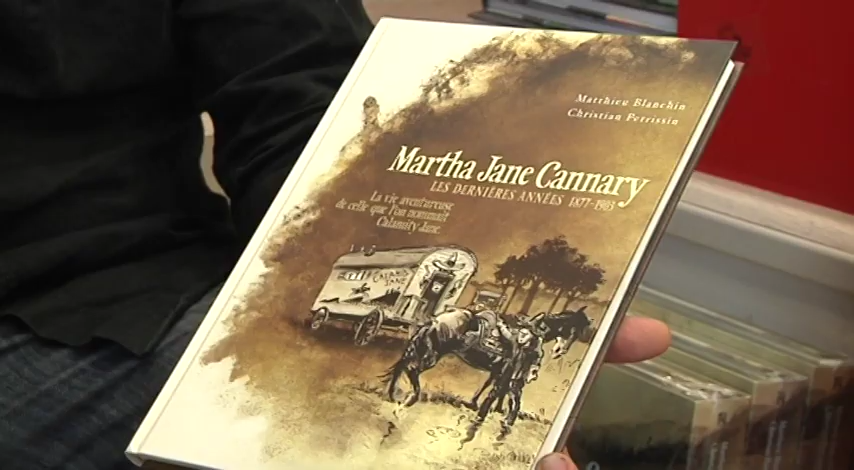 Matthieu Blanchin
Christian Perrissin
Martha Jane Cannary
LES DERNIÈRES ANNÉES 1877-1903
La vie aventureuse
de celle que l'on nommait
Calamity Jane.
JANE